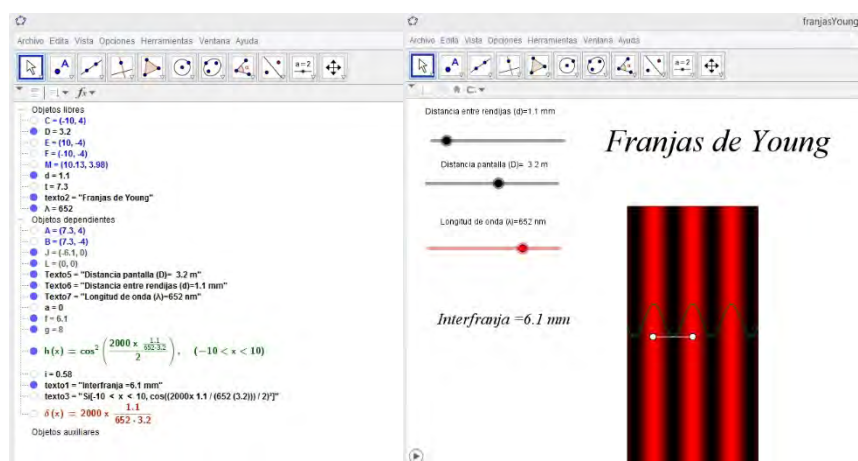 Archivo Edita Vista Opciones Herramientas Ventana Ayuda
a=2
fx
Objetos libres
C = (-10, 4)
D = 3.2
E = (10, -4)
F = (-10, -4)
M = (10.13, 3.98)
d = 1.1
t = 7.3
texto2 = "Franjas de Young"
λ = 652
Objetos dependientes
A = (7.3, 4)
B = (7.3, -4)
J = (-6.1, 0)
L = (0, 0)
Texto5 = "Distancia pantalla (D)= 3.2 m"
Texto6 = "Distancia entre rendijas (d)=1.1 mm"
Texto7 = "Longitud de onda (λ)=652 nm"
a = 0
f = 6.1
g = 8
h(x) = cos² (2000 x 1.1 / 652·3.2 / 2), (−10 < x < 10)
i = 0.58
texto1 = "Interfranja =6.1 mm"
texto3 = "Si[-10 < x < 10, cos((2000x 1.1 / (652 (3.2))) / 2)²]"
δ(x) = 2000 x 1.1 / 652 · 3.2
Objetos auxiliares
franjasYoung
Archivo Edita Vista Opciones Herramientas Ventana Ayuda
a=2
Distancia entre rendijas (d)=1.1 mm
Franjas de Young
Distancia pantalla (D)= 3.2 m
Longitud de onda (λ)=652 nm
Interfranja =6.1 mm